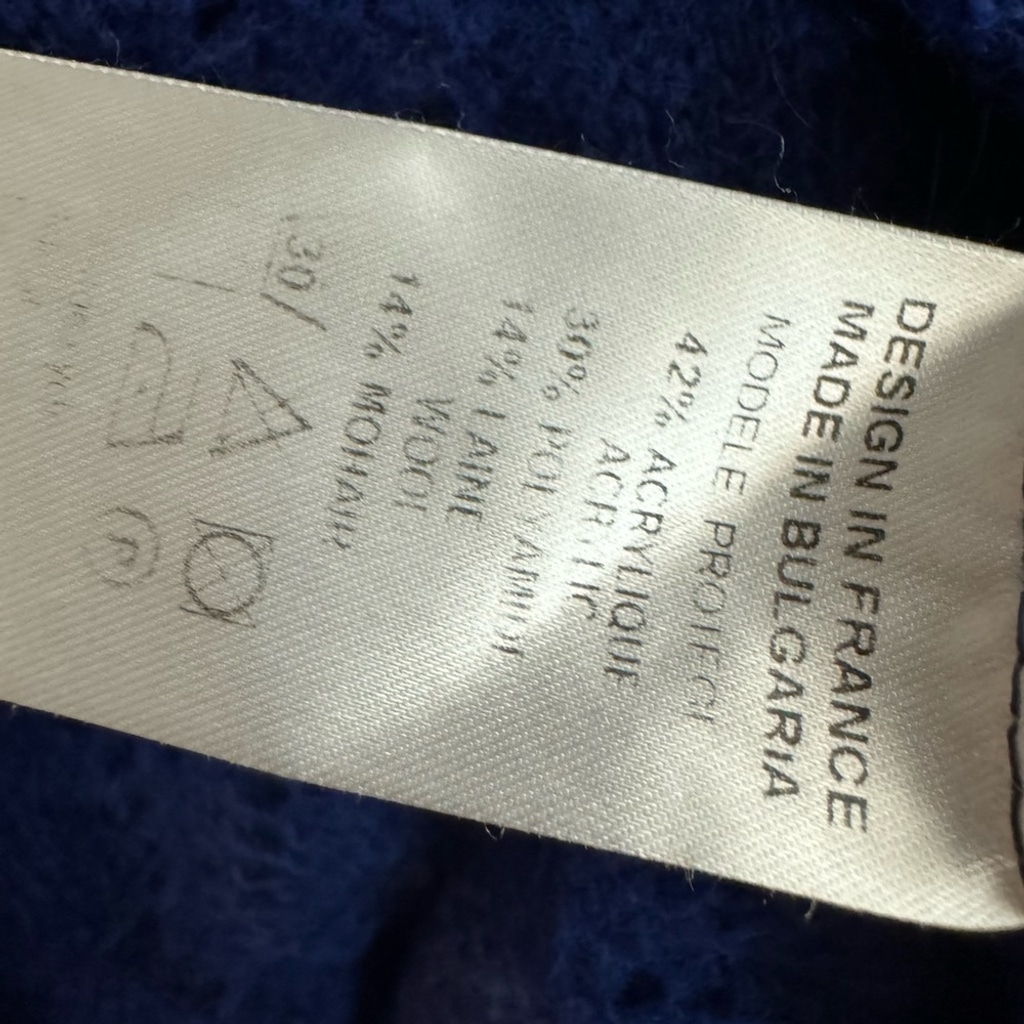 DESIGN IN FRANCE
MADE IN BULGARIA
MODELE PROTEGE
42% ACRYLIQUE
ACRYLIC
30% POLYAMIDE
14% LAINE
WOOL
14% MOHAIR
30
P